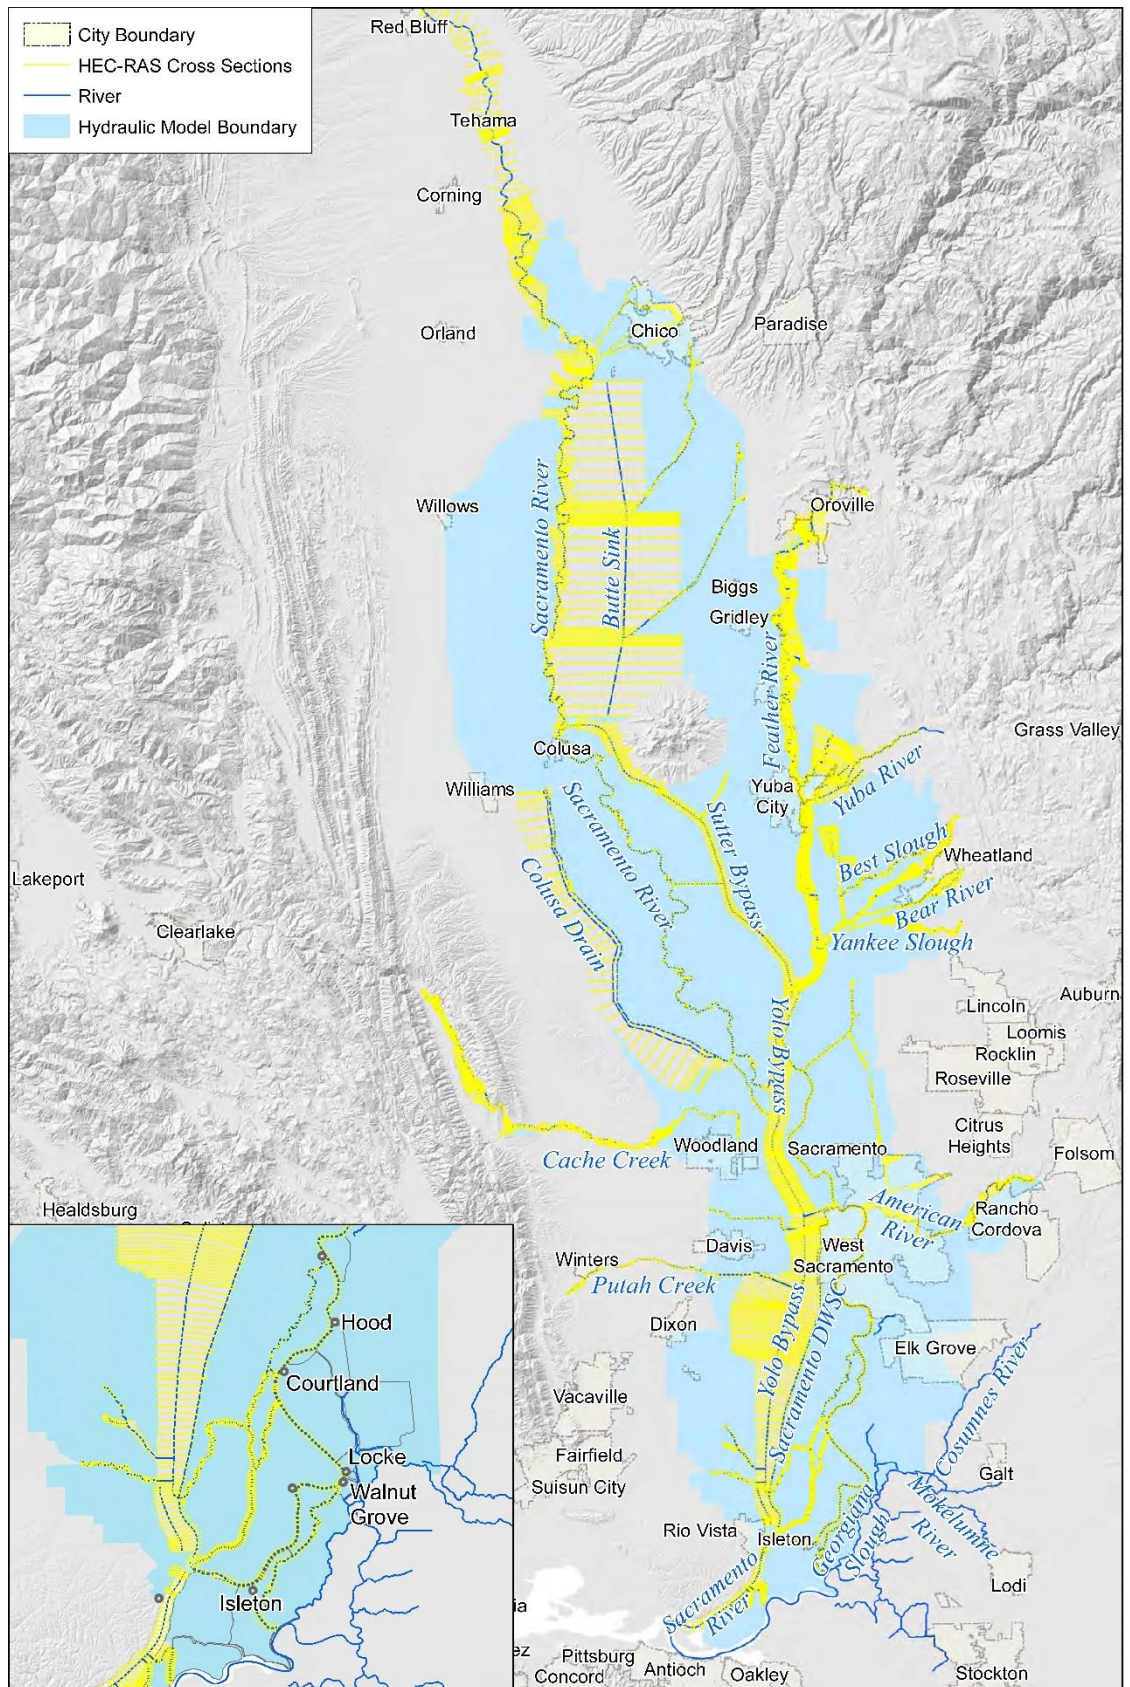 City Boundary
HEC-RAS Cross Sections
River
Hydraulic Model Boundary
Red Bluff
Tehama
Corning
Orland
Chico
Paradise
Willows
Sacramento River
Butte Sink
Oroville
Biggs
Gridley
Feather River
Grass Valley
Colusa
Williams
Yuba
City
Yuba River
Sacramento River
Sutter Bypass
Best Slough
Wheatland
Colusa Drain
Bear River
Yankee Slough
Lakeport
Clearlake
Auburn
Lincoln
Loomis
Rocklin
Roseville
Yolo Bypass
Citrus
Heights
Folsom
Woodland
Sacramento
Cache Creek
American
River
Rancho
Cordova
Healdsburg
Davis
West
Sacramento
Winters
Putah Creek
Dixon
Yolo Bypass
Sacramento DWSC
Elk Grove
Cosumnes River
Vacaville
Fairfield
Suisun City
Galt
Mokelumne
River
Georgiana
Slough
Rio Vista
Isleton
Lodi
Sacramento
River
ia
ez
Pittsburg
Concord
Antioch
Oakley
Stockton
Hood
Courtland
Locke
Walnut
Grove
Isleton